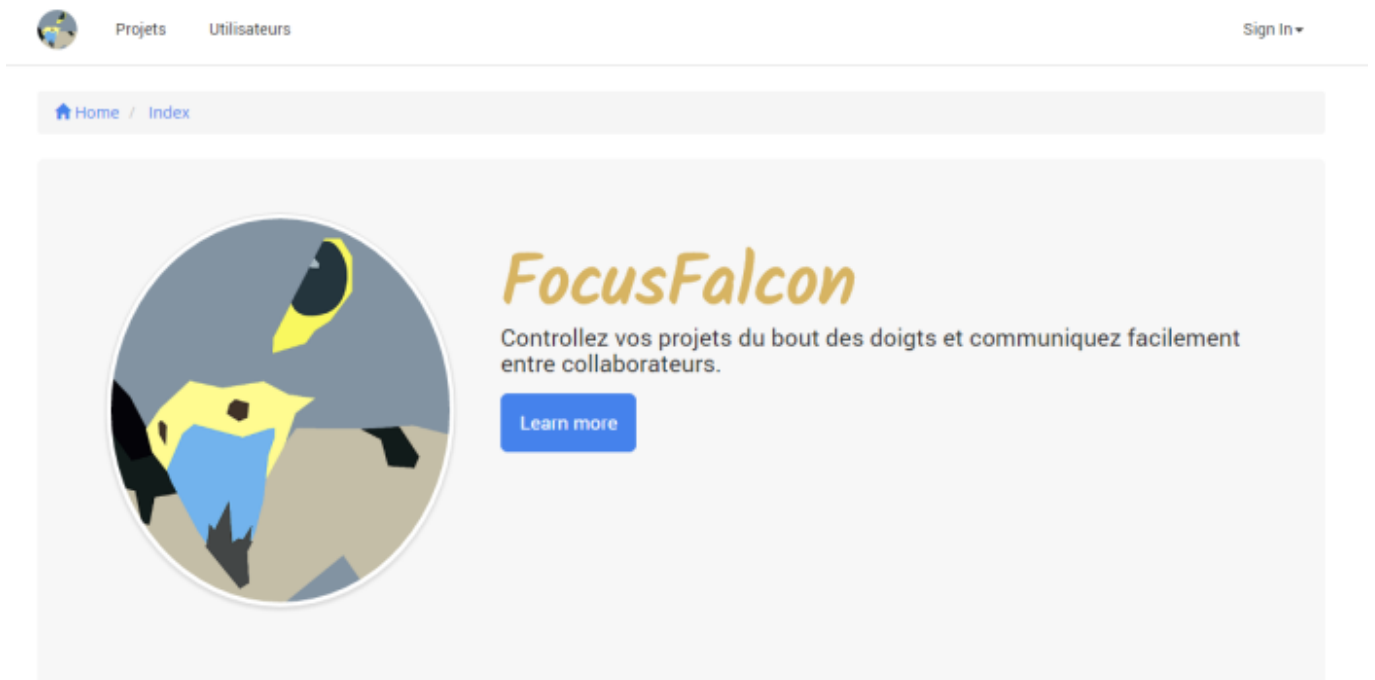 Projets Utilisateurs Sign In
Home / Index
FocusFalcon
Controllez vos projets du bout des doigts et communiquez facilement
entre collaborateurs.
Learn more